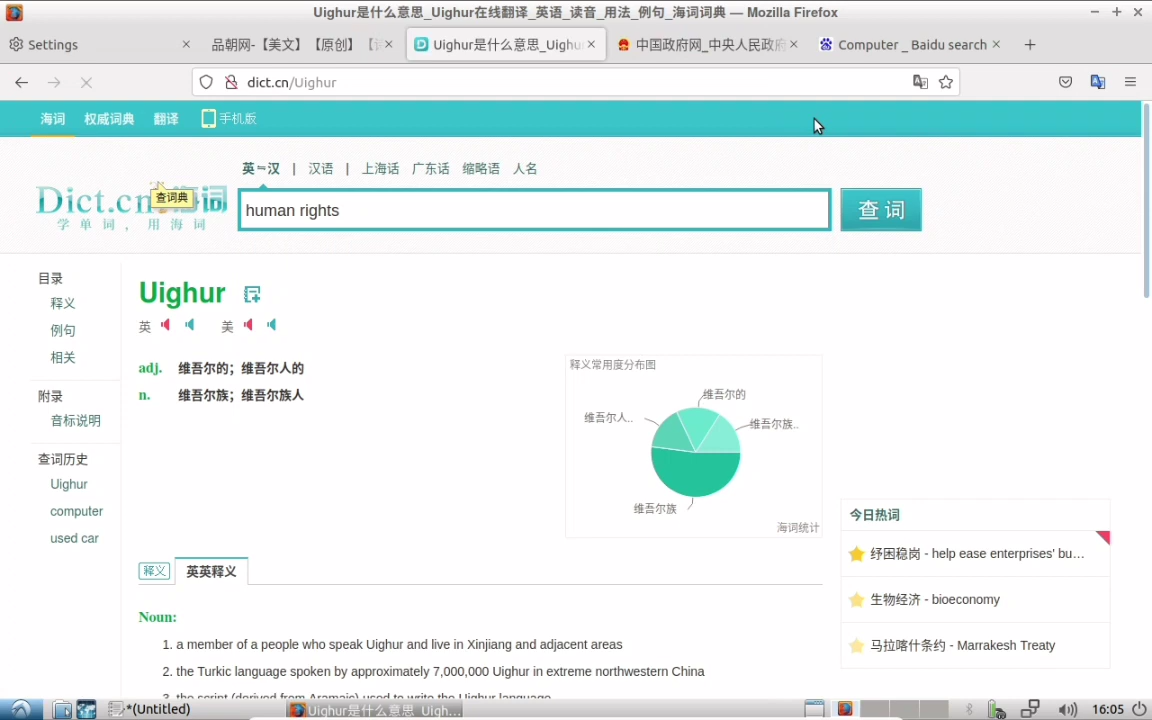 Uighur是什么意思_Uighur在线翻译_英语_读音_用法_例句_海词词典 — Mozilla Firefox
Settings
品朝网-【美文】【原创】
Uighur是什么意思_Uighu
中国政府网_中央人民政府
Computer _ Baidu search
dict.cn/Uighur
海词 权威词典 翻译 手机版
英⇋汉 | 汉语 | 上海话 广东话 缩略语 人名
Dict.cn 海词
查词典
学单词，用海词
human rights
查 词
目录
释义
例句
相关
附录
音标说明
查词历史
Uighur
computer
used car
Uighur
英 美
adj. 维吾尔的；维吾尔人的
n. 维吾尔族；维吾尔族人
释义常用度分布图
维吾尔的
维吾尔人..
维吾尔族..
维吾尔族
海词统计
释义 英英释义
Noun:
1. a member of a people who speak Uighur and live in Xinjiang and adjacent areas
2. the Turkic language spoken by approximately 7,000,000 Uighur in extreme northwestern China
3. the script (derived from Aramaic) used to write the Uighur language
今日热词
纾困稳岗 - help ease enterprises' bu…
生物经济 - bioeconomy
马拉喀什条约 - Marrakesh Treaty
*(Untitled)
Uighur是什么意思_Uigh...
16:05